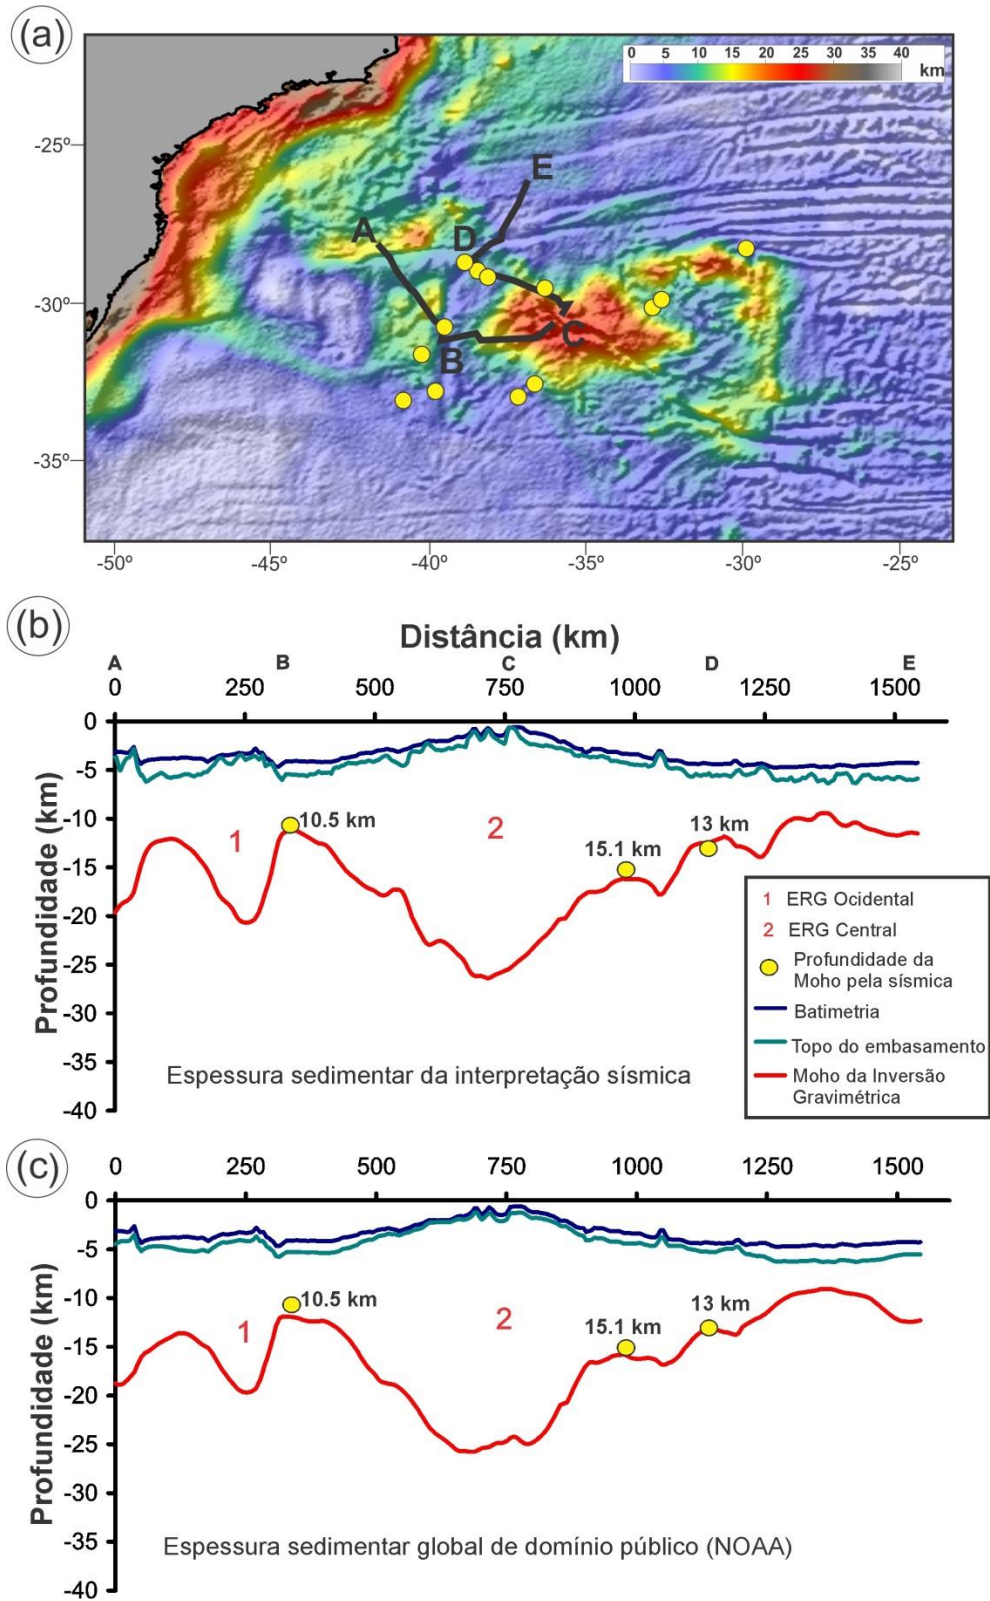 (a)
0 5 10 15 20 25 30 35 40
km
-25º
-30º
-35º
E
A
D
C
B
-50º -45º -40º -35º -30º -25º
(b)
Distância (km)
A B C D E
0 250 500 750 1000 1250 1500
Profundidade (km)
0
-5
-10
-15
-20
-25
-30
-35
-40
1
10.5 km
2
15.1 km
13 km
1 ERG Ocidental
2 ERG Central
Profundidade da
Moho pela sísmica
Batimetria
Topo do embasamento
Moho da Inversão
Gravimétrica
Espessura sedimentar da interpretação sísmica
(c)
0 250 500 750 1000 1250 1500
Profundidade (km)
0
-5
-10
-15
-20
-25
-30
-35
-40
1
10.5 km
2
15.1 km
13 km
Espessura sedimentar global de domínio público (NOAA)